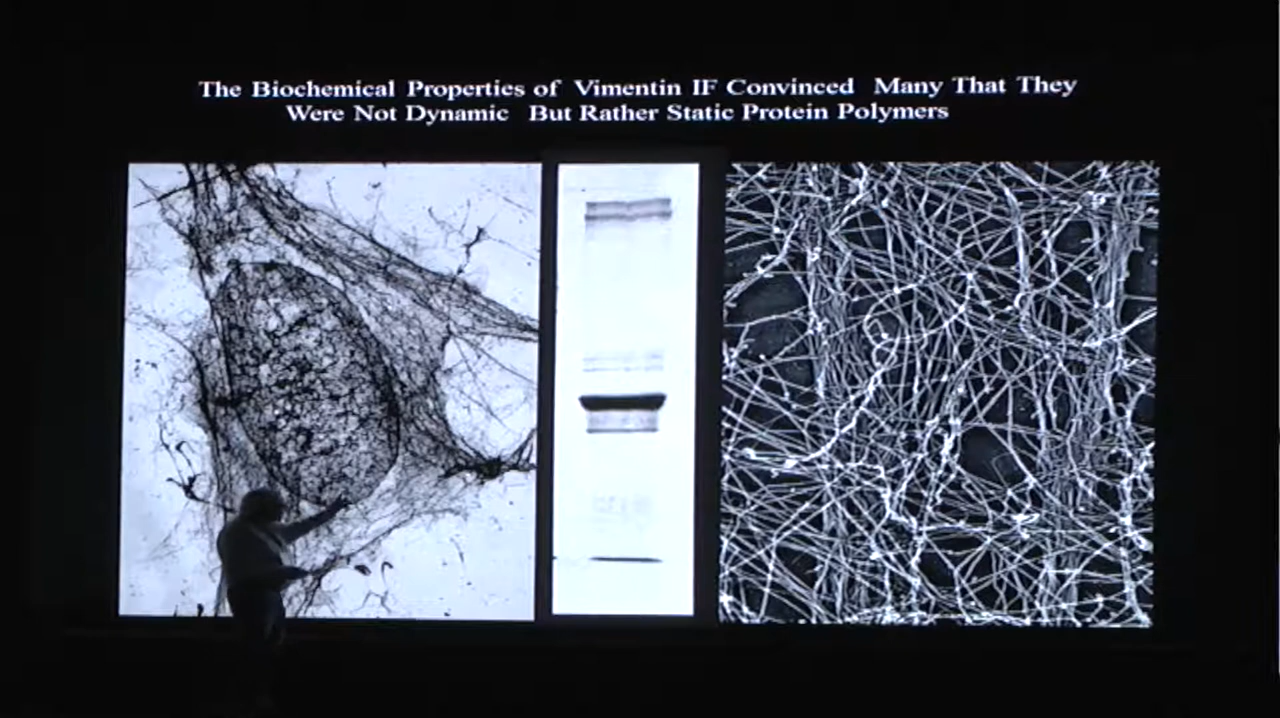 The Biochemical Properties of Vimentin IF Convinced Many That They
Were Not Dynamic But Rather Static Protein Polymers